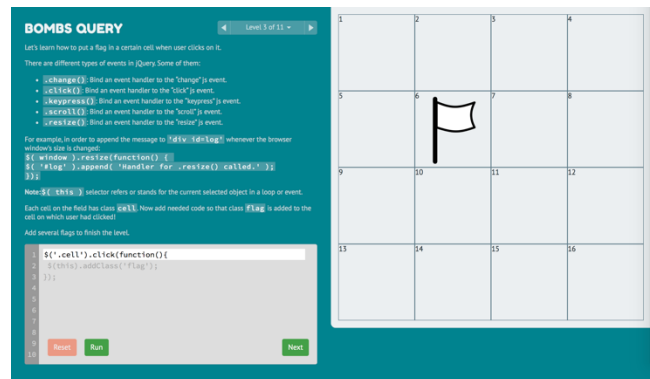 BOMBS QUERY
Level 3 of 11
Let's learn how to put a flag in a certain cell when user clicks on it.
There are different types of events in jQuery. Some of them:
.change(): Bind an event handler to the "change" js event.
.click(): Bind an event handler to the "click" js event.
.keypress(): Bind an event handler to the "keypress" js event.
.scroll(): Bind an event handler to the "scroll" js event.
.resize(): Bind an event handler to the "resize" js event.
For example, in order to append the message to 'div id=log' whenever the browser
window's size is changed:
$( window ).resize(function() {
$( '#log' ).append( 'Handler for .resize() called.' );
});
Note:$( this ) selector refers or stands for the current selected object in a loop or event.
Each cell on the field has class cell. Now add needed code so that class flag is added to the
cell on which user had clicked!
Add several flags to finish the level.
1 $('.cell').click(function(){
2 $(this).addClass('flag');
3 });
4
5
6
7
8
9
10
Reset Run Next
1 2 3 4
5 6 7 8
9 10 11 12
13 14 15 16